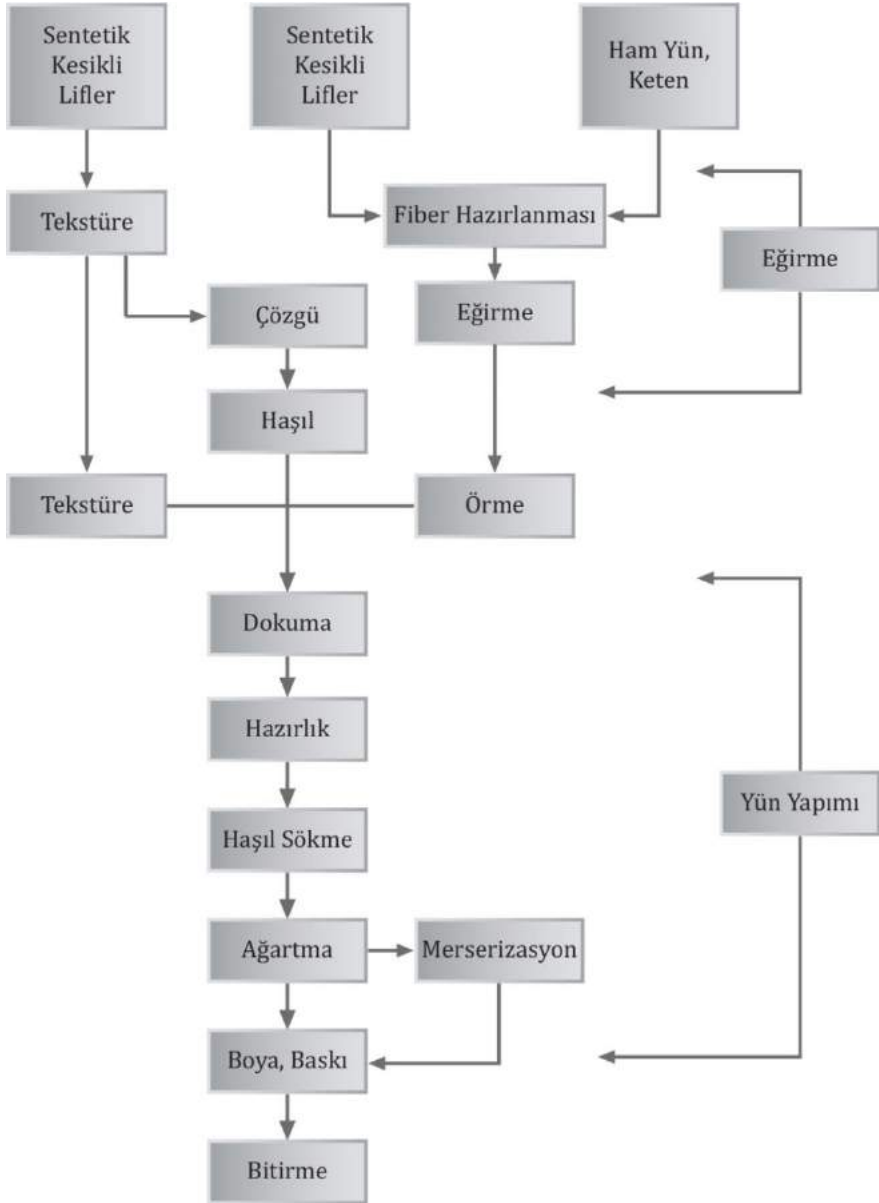 Sentetik
Kesikli
Lifler
Sentetik
Kesikli
Lifler
Ham Yün,
Keten
Tekstüre
Fiber Hazırlanması
Eğirme
Çözgü
Eğirme
Haşıl
Tekstüre
Örme
Dokuma
Hazırlık
Yün Yapımı
Haşıl Sökme
Ağartma
Merserizasyon
Boya, Baskı
Bitirme